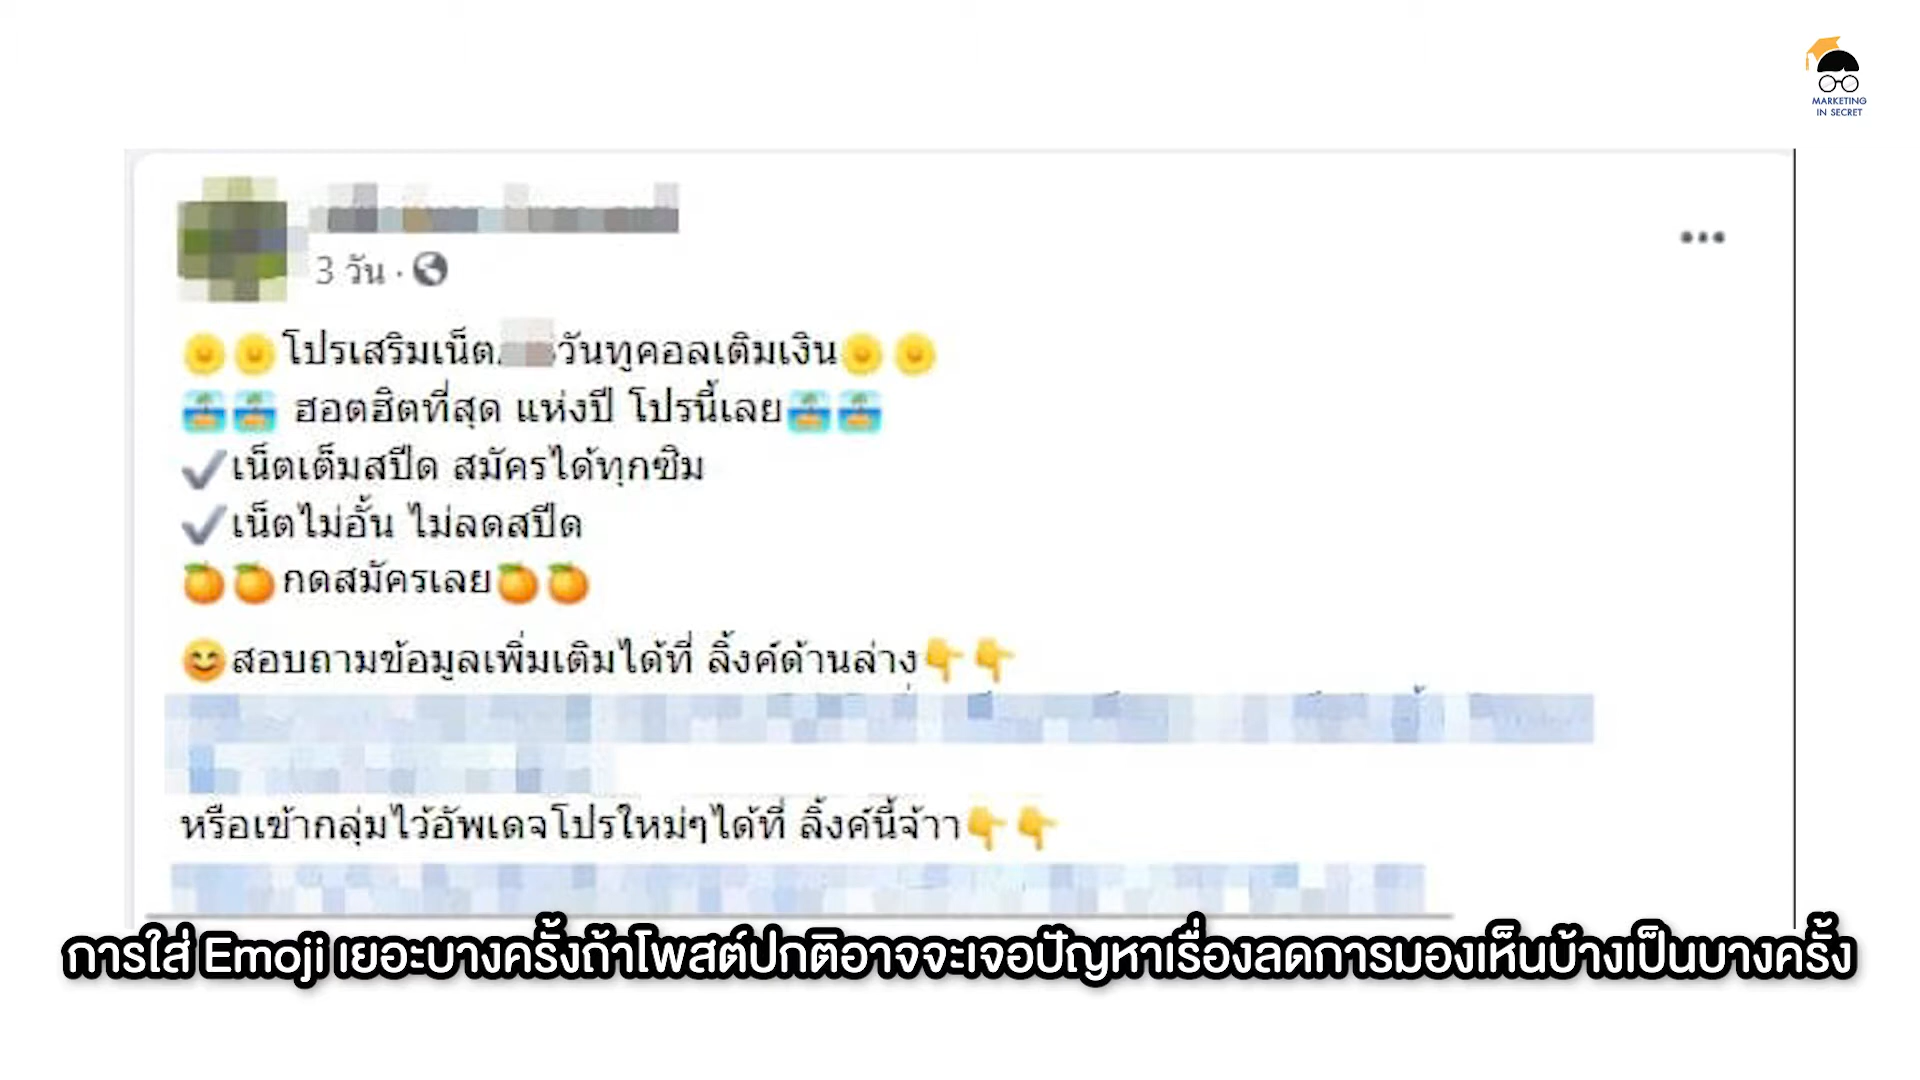 MARKETING
IN SECRET
3 วัน ·
🌼🌼โปรเสริมเน็ต วันทูคอลเติมเงิน🌼🌼
🏝️🏝️ ฮอตฮิตที่สุด แห่งปี โปรนี้เลย🏝️🏝️
✔️เน็ตเต็มสปีด สมัครได้ทุกซิม
✔️เน็ตไม่อั้น ไม่ลดสปีด
🍊🍊กดสมัครเลย🍊🍊
😊สอบถามข้อมูลเพิ่มเติมได้ที่ ลิ้งค์ด้านล่าง👇👇
หรือเข้ากลุ่มไว้อัพเดจโปรใหม่ๆได้ที่ ลิ้งค์นี้จ้าา👇👇
การใส่ Emoji เยอะบางครั้งถ้าโพสต์ปกติอาจจะเจอปัญหาเรื่องลดการมองเห็นบ้างเป็นบางครั้ง